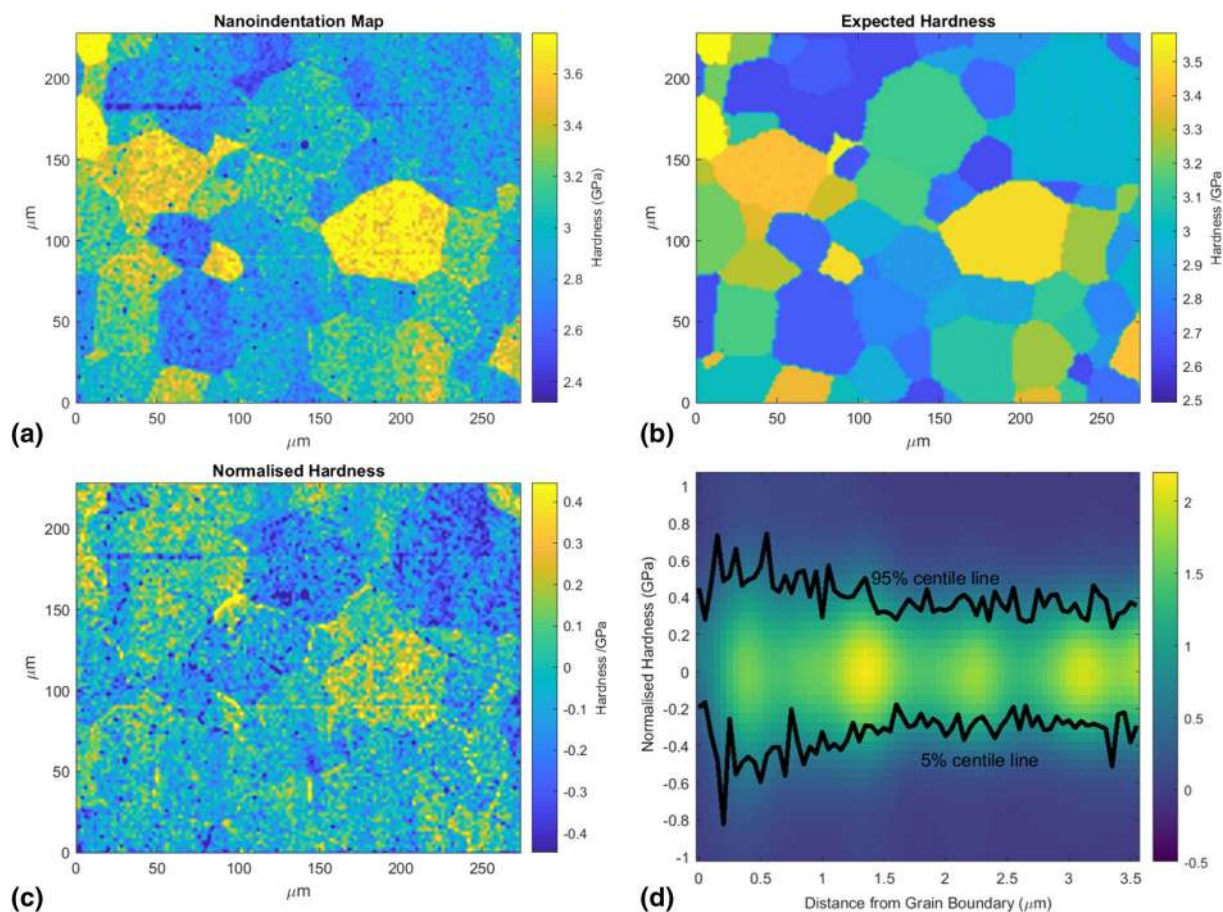 Nanoindentation Map
200
150
100
50
0
μm
0 50 100 150 200 250
μm
3.6
3.4
3.2
3
2.8
2.6
2.4
Hardness (GPa)
(a)
Expected Hardness
200
150
100
50
0
μm
0 50 100 150 200 250
μm
3.5
3.4
3.3
3.2
3.1
3
2.9
2.8
2.7
2.6
2.5
Hardness /GPa
(b)
Normalised Hardness
200
150
100
50
0
μm
0 50 100 150 200 250
μm
0.4
0.3
0.2
0.1
0
-0.1
-0.2
-0.3
-0.4
Hardness /GPa
(c)
1
0.8
0.6
0.4
0.2
0
-0.2
-0.4
-0.6
-0.8
-1
Normalised Hardness (GPa)
95% centile line
5% centile line
0 0.5 1 1.5 2 2.5 3 3.5
Distance from Grain Boundary (μm)
2
1.5
1
0.5
0
-0.5
(d)